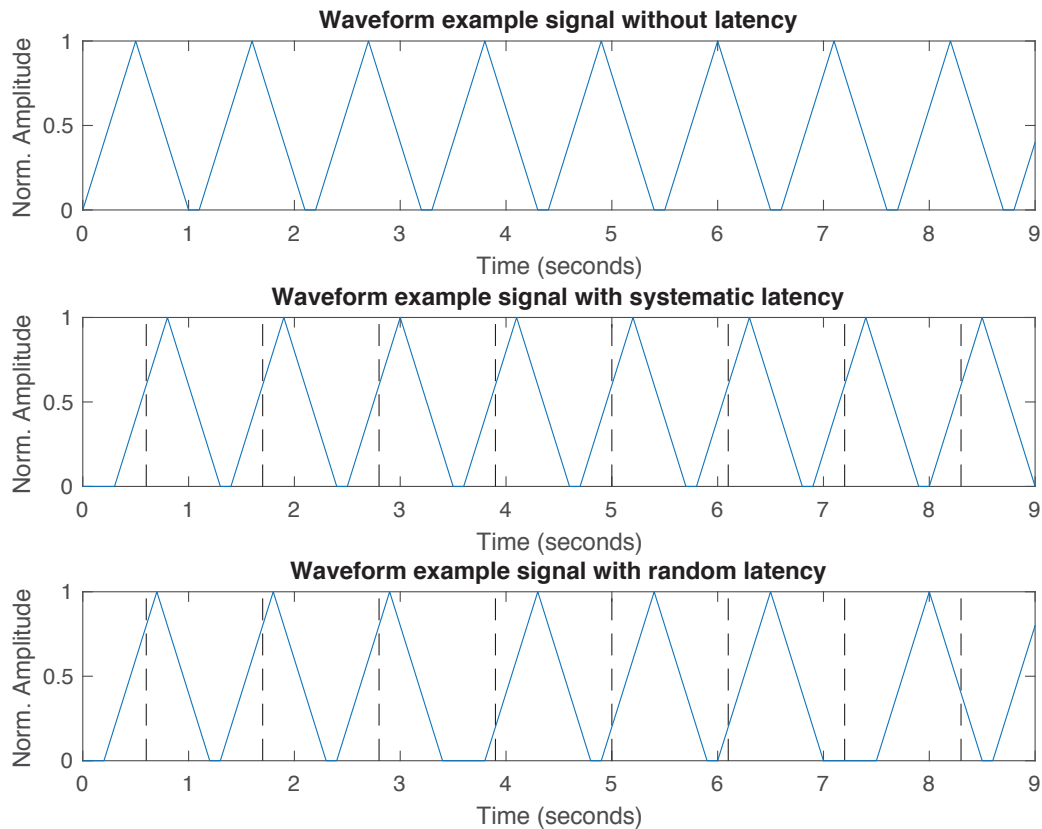 Waveform example signal without latency
1
0.5
0
Norm. Amplitude
0 1 2 3 4 5 6 7 8 9
Time (seconds)
Waveform example signal with systematic latency
1
0.5
0
Norm. Amplitude
0 1 2 3 4 5 6 7 8 9
Time (seconds)
Waveform example signal with random latency
1
0.5
0
Norm. Amplitude
0 1 2 3 4 5 6 7 8 9
Time (seconds)